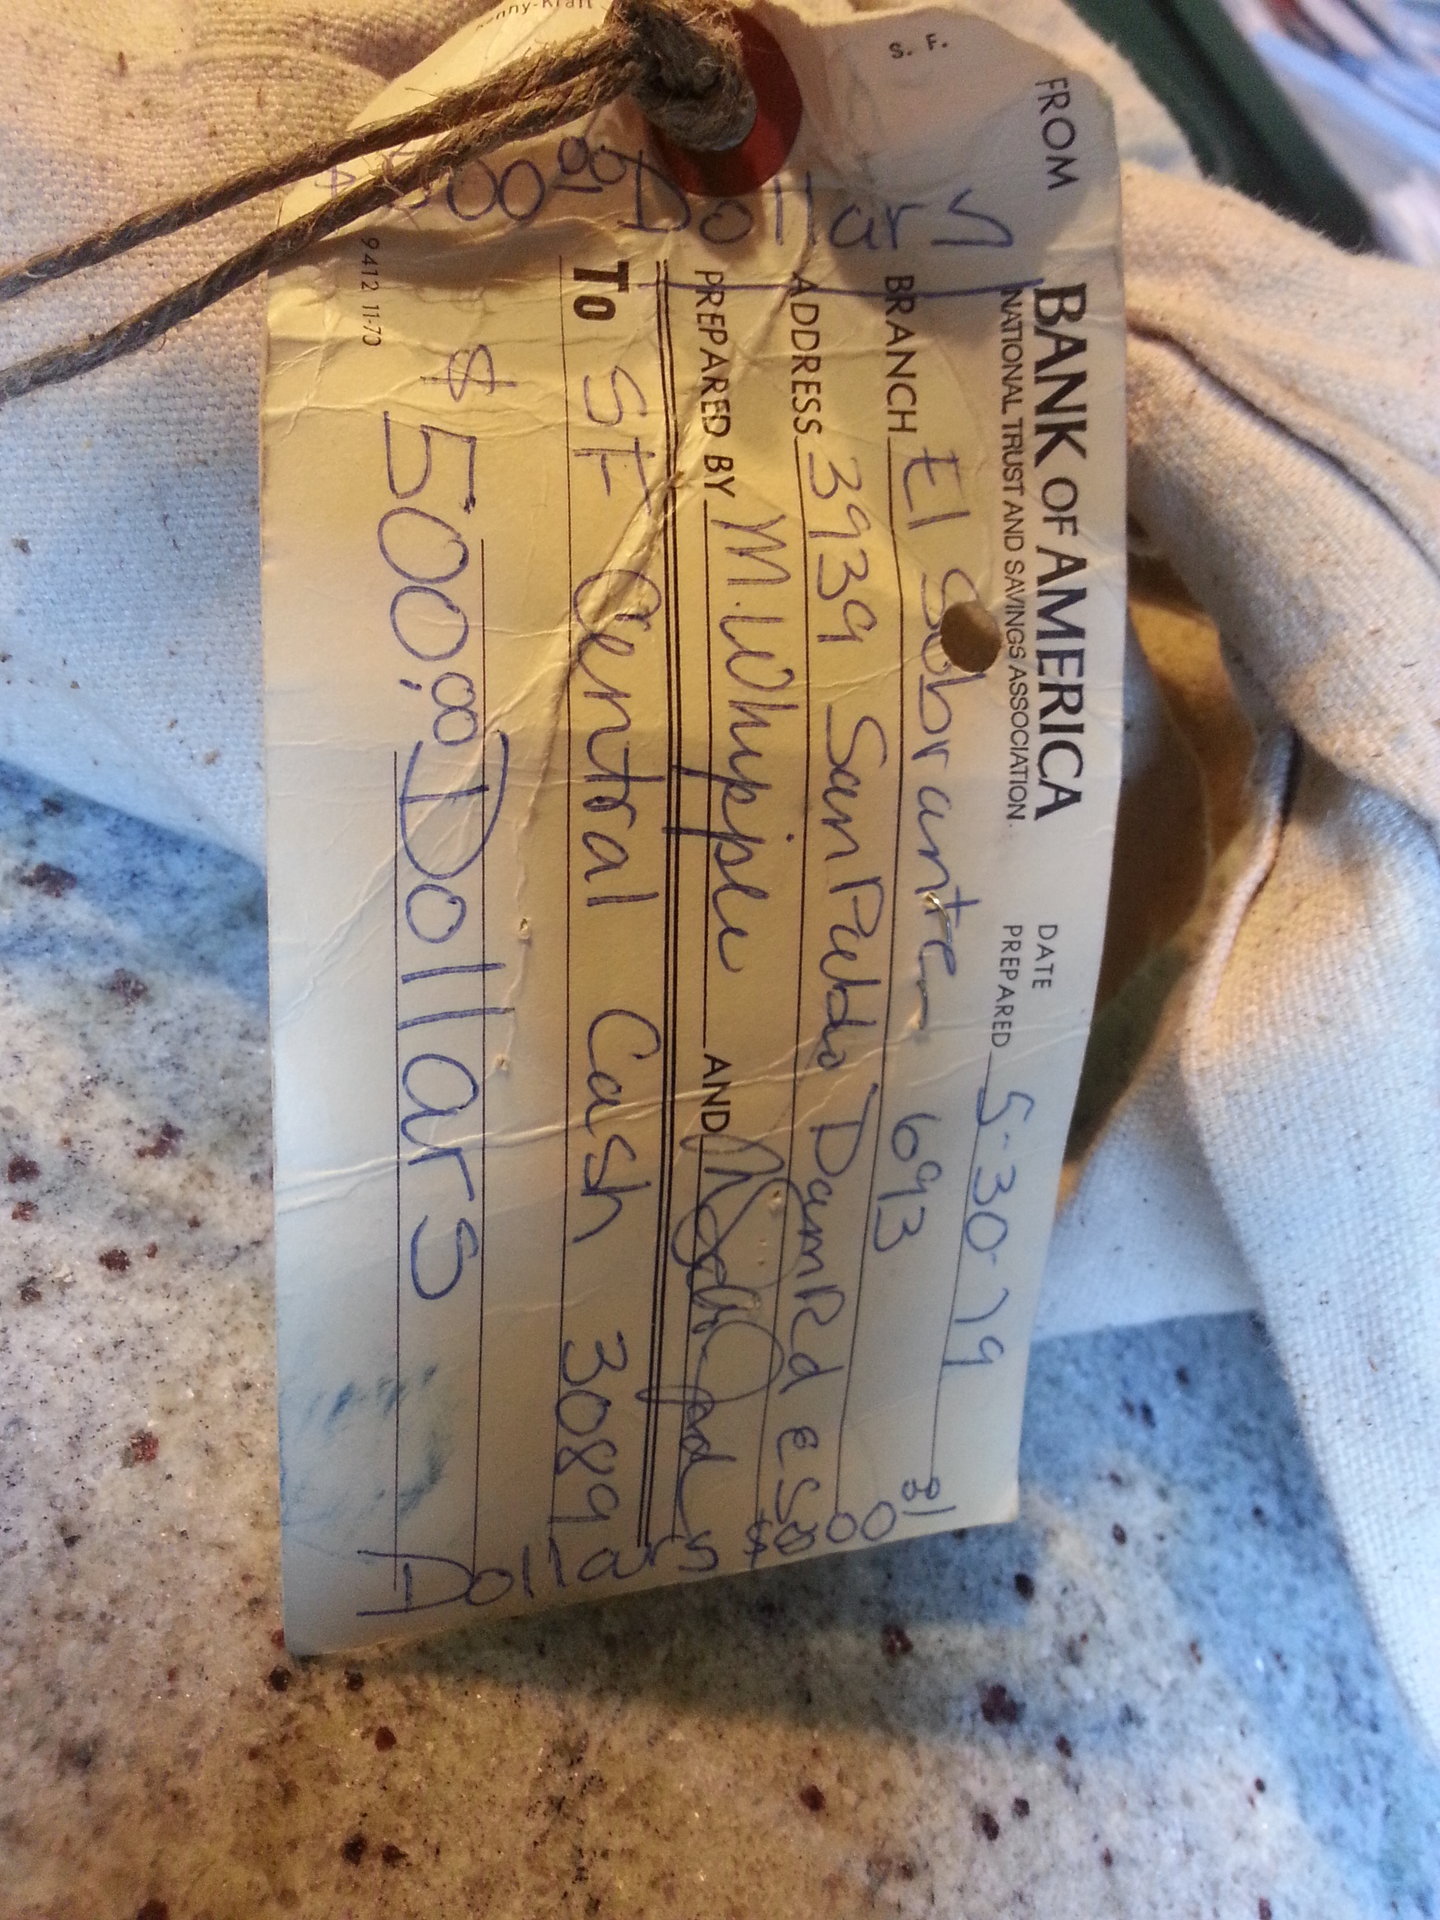 S. F.
FROM
BANK OF AMERICA
NATIONAL TRUST AND SAVINGS ASSOCIATION
DATE
PREPARED 5-30-79
BRANCH El Sobrante 693
ADDRESS 3939 San Pablo Dam Rd
PREPARED BY M. Whipple AND
TO SF Central Cash 3089
$500.00 Dollars
9412 11-70
00 Dollars
Dollars